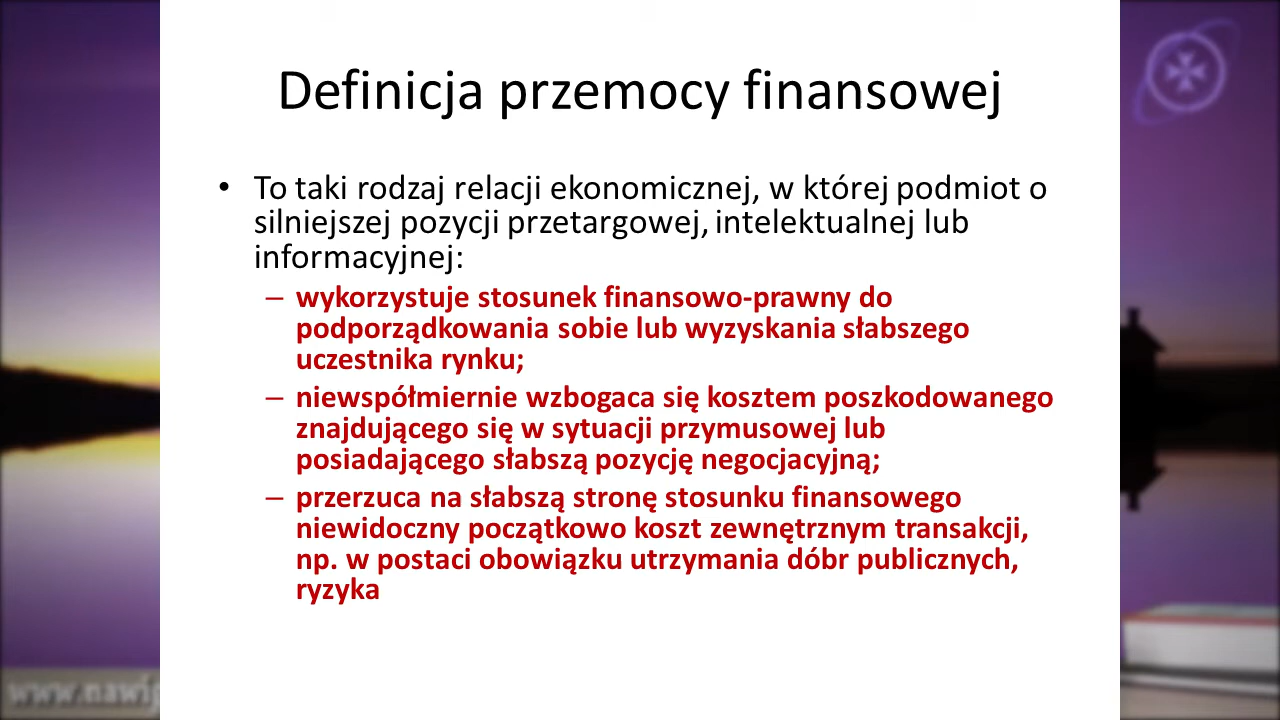 Definicja przemocy finansowej
• To taki rodzaj relacji ekonomicznej, w której podmiot o
silniejszej pozycji przetargowej, intelektualnej lub
informacyjnej:
– wykorzystuje stosunek finansowo-prawny do
podporządkowania sobie lub wyzyskania słabszego
uczestnika rynku;
– niewspółmiernie wzbogaca się kosztem poszkodowanego
znajdującego się w sytuacji przymusowej lub
posiadającego słabszą pozycję negocjacyjną;
– przerzuca na słabszą stronę stosunku finansowego
niewidoczny początkowo koszt zewnętrznym transakcji,
np. w postaci obowiązku utrzymania dóbr publicznych,
ryzyka
www.nawig